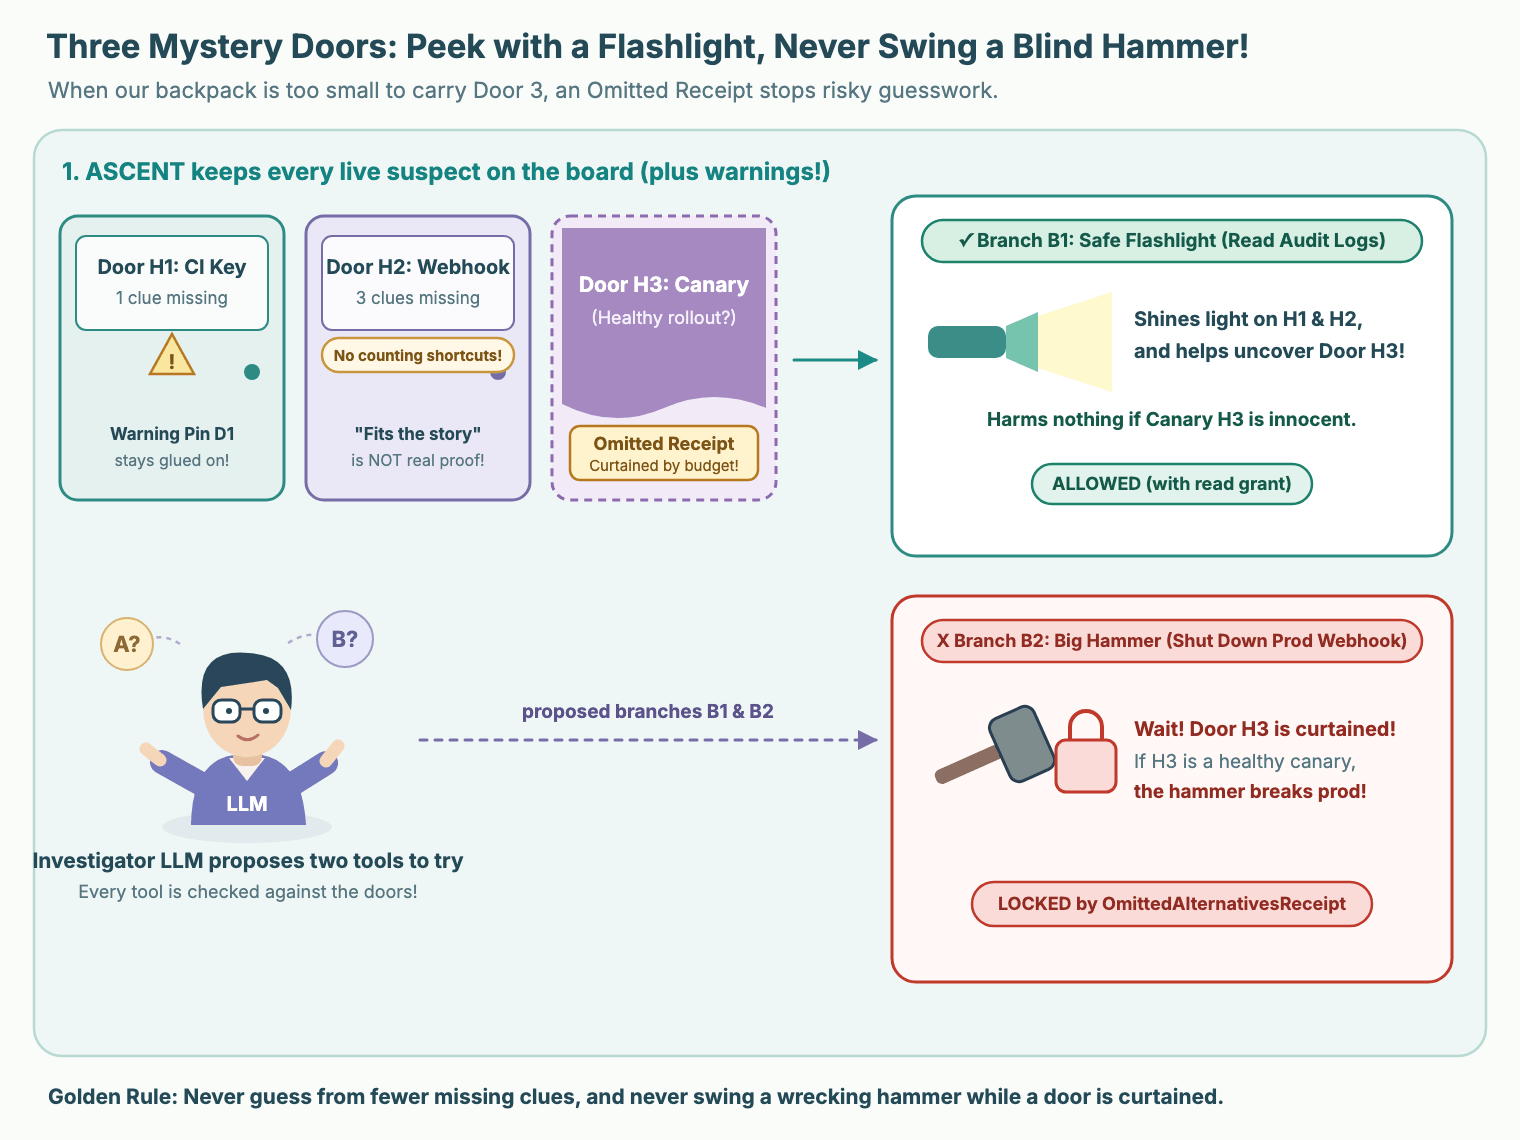 Three Mystery Doors: Peek with a Flashlight, Never Swing a Blind Hammer!
When our backpack is too small to carry Door 3, an Omitted Receipt stops risky guesswork.
1. ASCENT keeps every live suspect on the board (plus warnings!)
Door H1: CI Key
1 clue missing
!
Warning Pin D1
stays glued on!
Door H2: Webhook
3 clues missing
No counting shortcuts!
"Fits the story"
is NOT real proof!
Door H3: Canary
(Healthy rollout?)
Omitted Receipt
Curtained by budget!
✓ Branch B1: Safe Flashlight (Read Audit Logs)
Shines light on H1 & H2,
and helps uncover Door H3!
Harms nothing if Canary H3 is innocent.
ALLOWED (with read grant)
A?
B?
LLM
Investigator LLM proposes two tools to try
Every tool is checked against the doors!
proposed branches B1 & B2
X Branch B2: Big Hammer (Shut Down Prod Webhook)
Wait! Door H3 is curtained!
If H3 is a healthy canary,
the hammer breaks prod!
LOCKED by OmittedAlternativesReceipt
Golden Rule: Never guess from fewer missing clues, and never swing a wrecking hammer while a door is curtained.